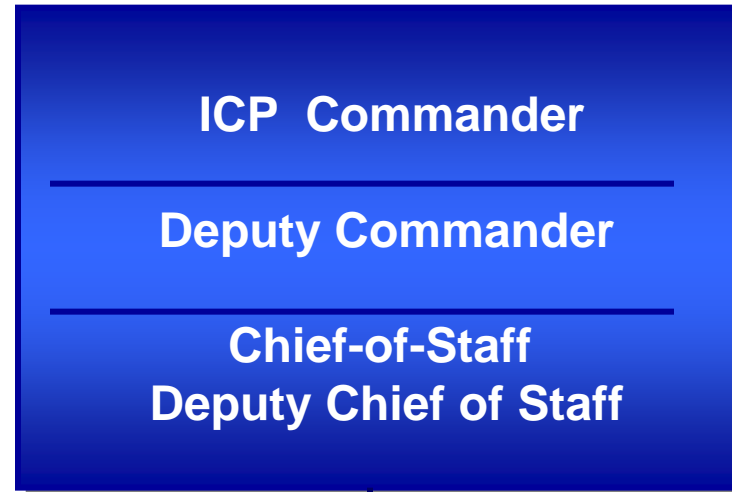 ICP Commander
Deputy Commander
Chief-of-Staff
Deputy Chief of Staff